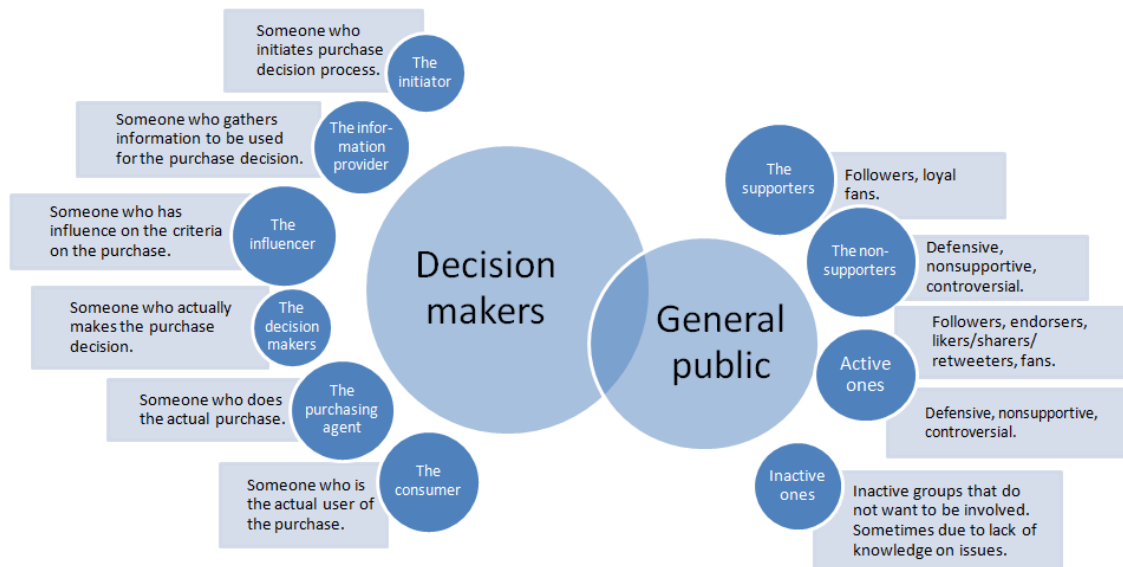 Someone who
initiates purchase
decision process.
The
initiator
Someone who gathers
information to be used
for the purchase decision.
The infor-
mation
provider
Someone who has
influence on the criteria
on the purchase.
The
influencer
Someone who actually
makes the purchase
decision.
The
decision
makers
Someone who does
the actual purchase.
The
purchasing
agent
Someone who is
the actual user of
the purchase.
The
consumer
Decision
makers
General
public
The
supporters
Followers, loyal
fans.
The non-
supporters
Defensive,
nonsupportive,
controversial.
Active
ones
Followers, endorsers,
likers/sharers/
retweeters, fans.
Defensive, nonsupportive,
controversial.
Inactive
ones
Inactive groups that do
not want to be involved.
Sometimes due to lack of
knowledge on issues.